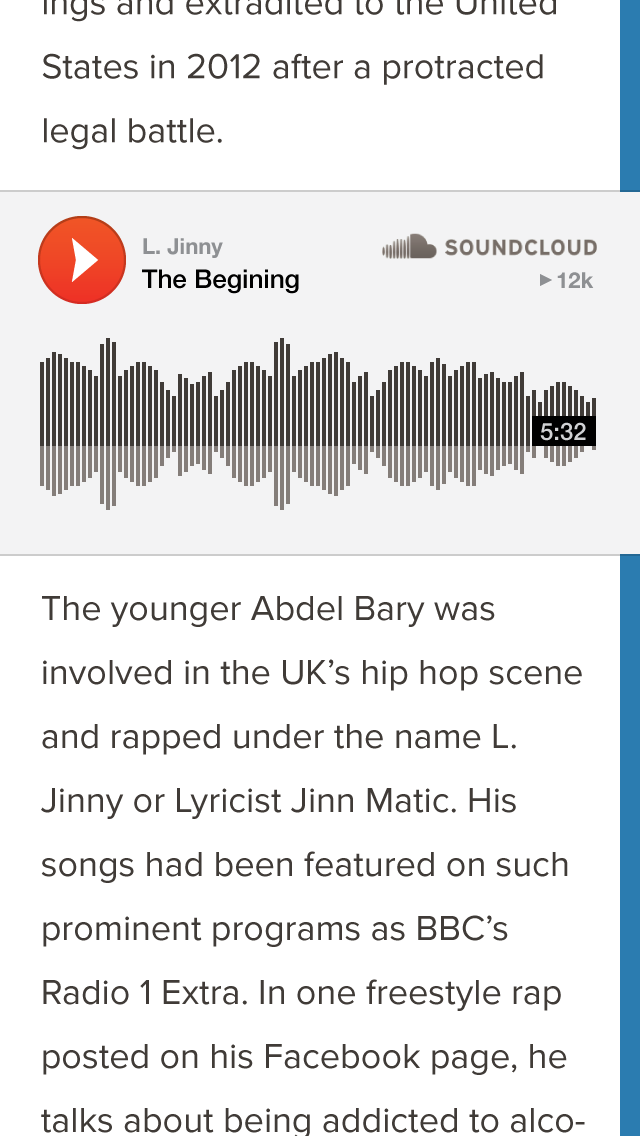 ings and extradited to the United
States in 2012 after a protracted
legal battle.
L. Jinny
SOUNDCLOUD
The Begining
12k
5:32
The younger Abdel Bary was
involved in the UK’s hip hop scene
and rapped under the name L.
Jinny or Lyricist Jinn Matic. His
songs had been featured on such
prominent programs as BBC’s
Radio 1 Extra. In one freestyle rap
posted on his Facebook page, he
talks about being addicted to alco-